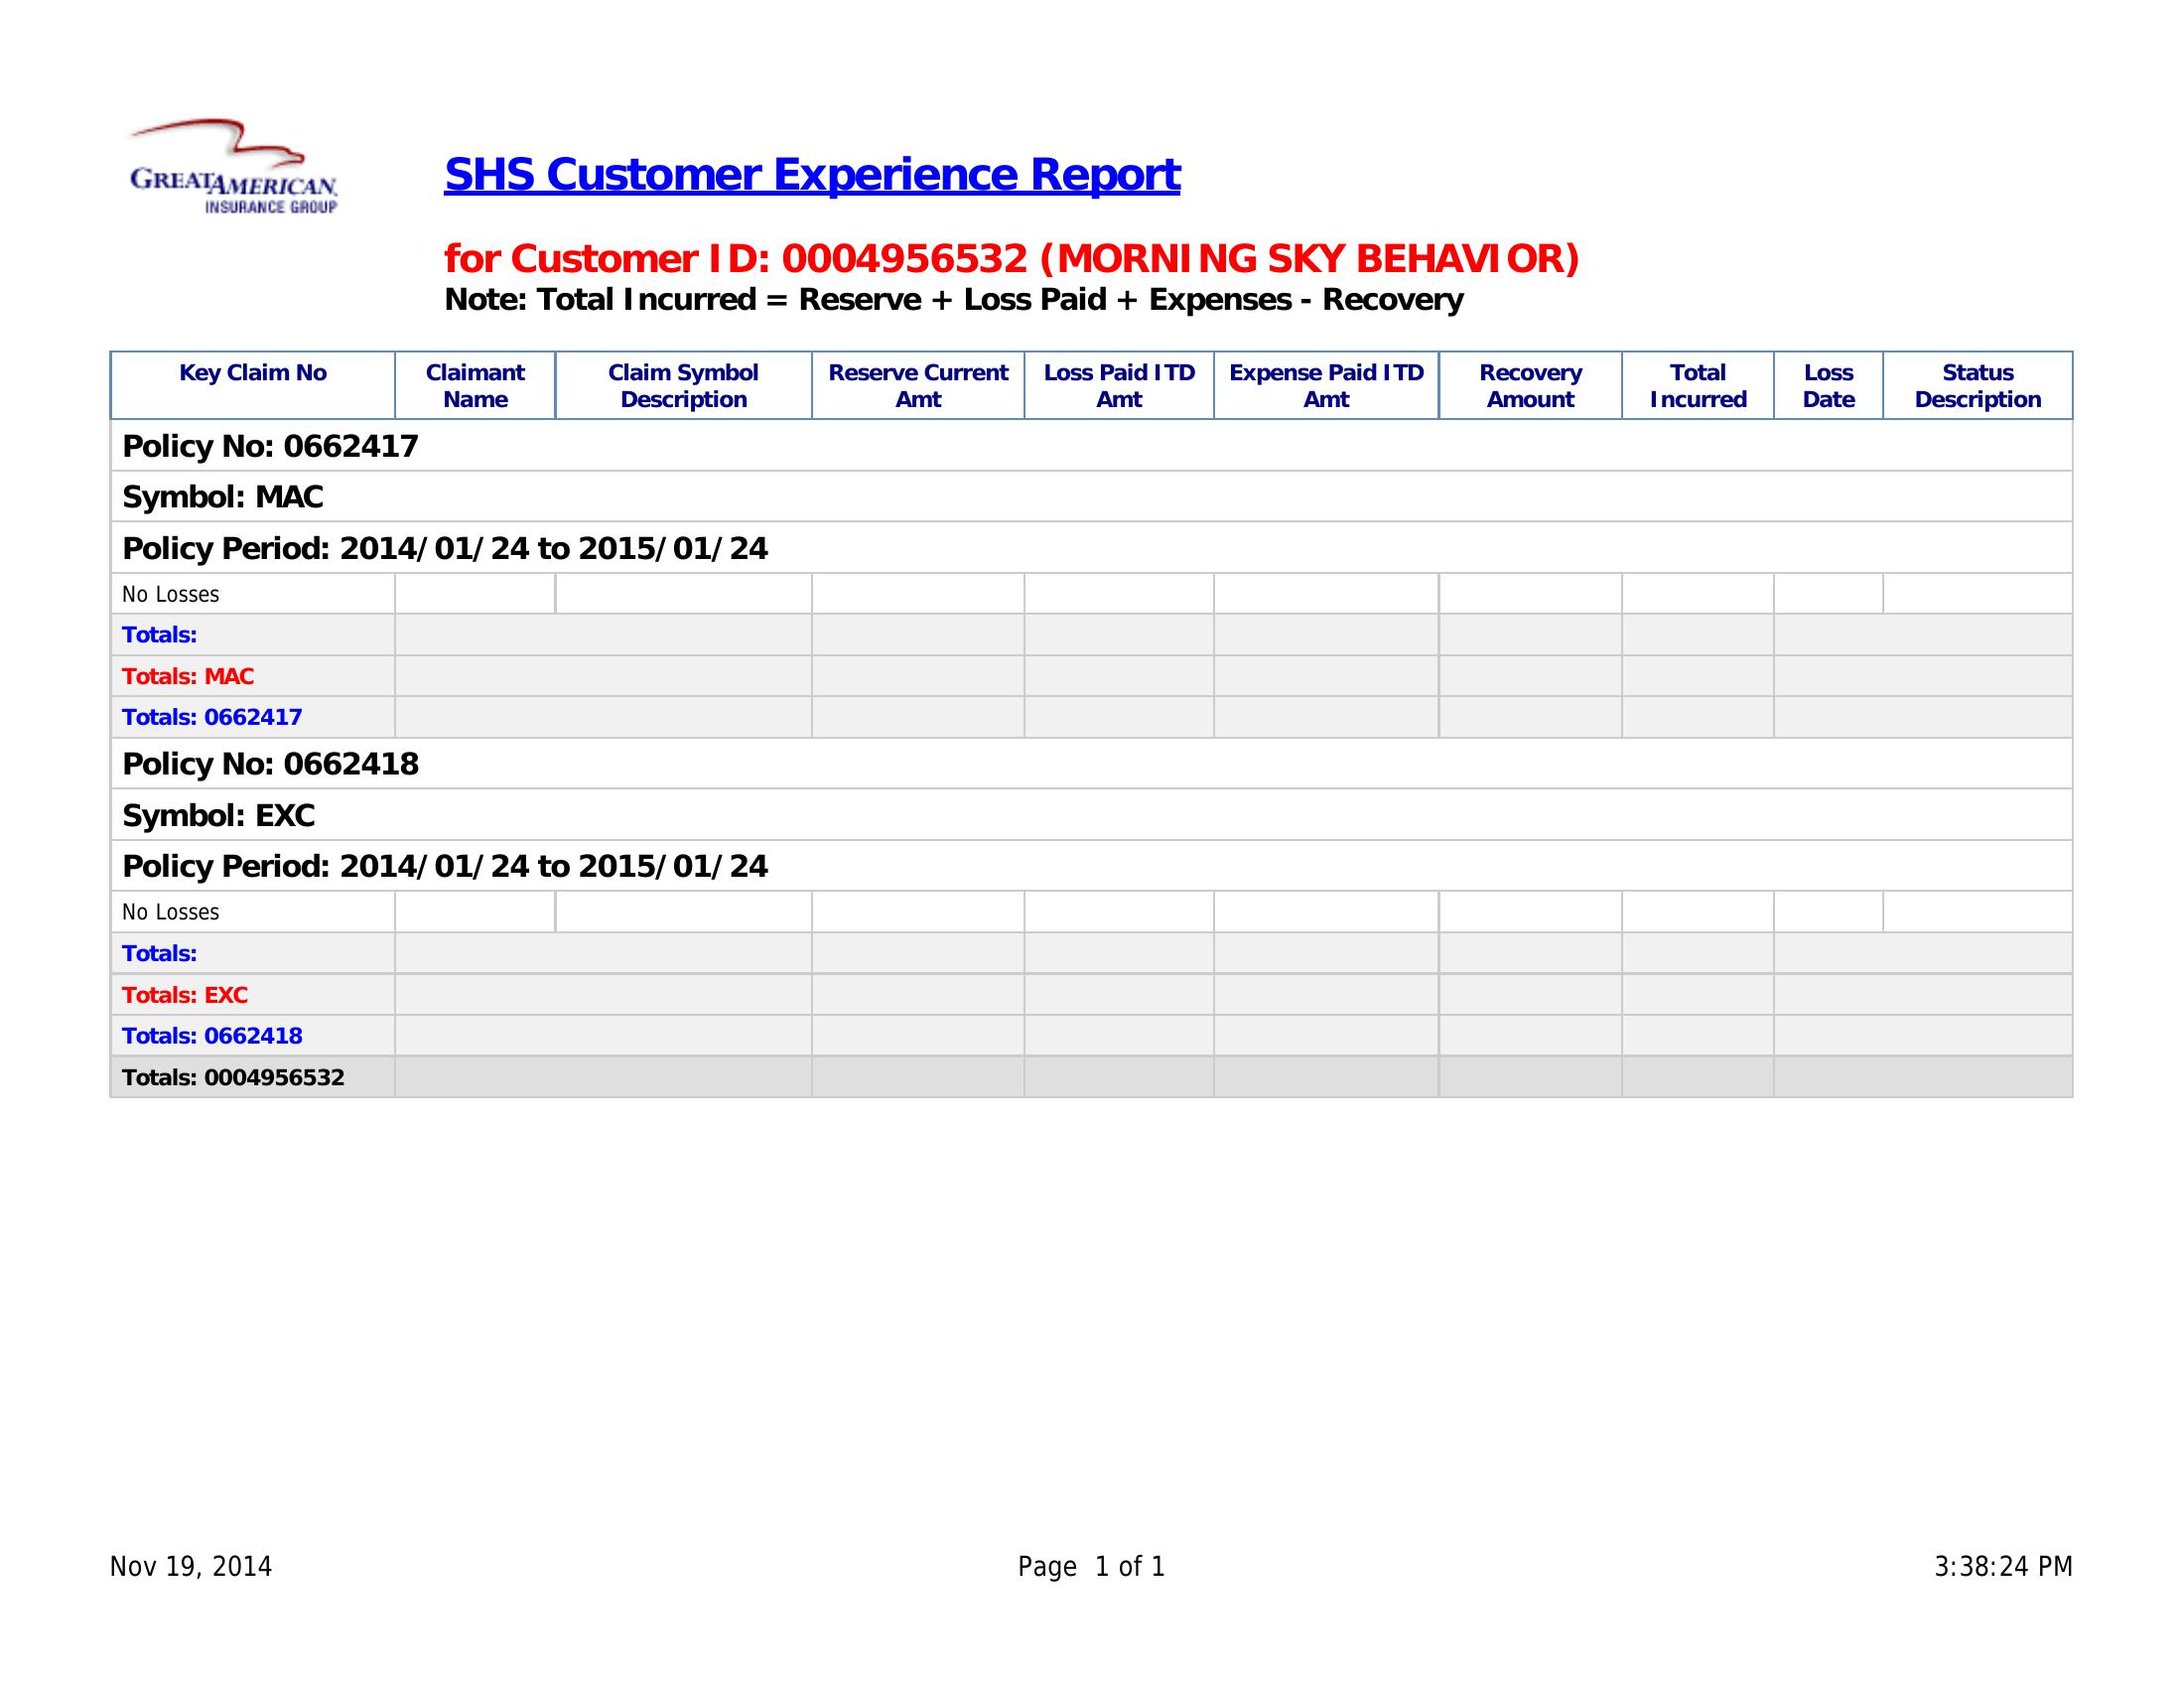 GREATAMERICAN
INSURANCE GROUP
SHS Customer Experience Report
for Customer ID: 0004956532 (MORNING SKY BEHAVIOR)
Note: Total Incurred = Reserve + Loss Paid + Expenses - Recovery
Key Claim No Claimant Name Claim Symbol Description Reserve Current Amt Loss Paid ITD Amt Expense Paid ITD Amt Recovery Amount Total Incurred Loss Date Status Description
Policy No: 0662417
Symbol: MAC
Policy Period: 2014/01/24 to 2015/01/24
No Losses
Totals:
Totals: MAC
Totals: 0662417
Policy No: 0662418
Symbol: EXC
Policy Period: 2014/01/24 to 2015/01/24
No Losses
Totals:
Totals: EXC
Totals: 0662418
Totals: 0004956532
Nov 19, 2014 Page 1 of 1 3:38:24 PM